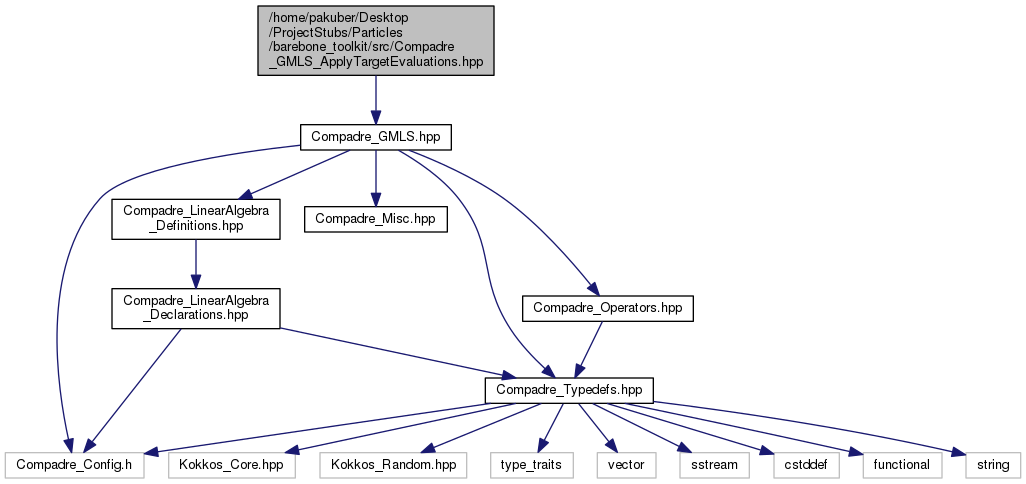 /home/pakuber/Desktop
/ProjectStubs/Particles
/barebone_toolkit/src/Compadre
_GMLS_ApplyTargetEvaluations.hpp
Compadre_GMLS.hpp
Compadre_LinearAlgebra
_Definitions.hpp
Compadre_Misc.hpp
Compadre_LinearAlgebra
_Declarations.hpp
Compadre_Operators.hpp
Compadre_Typedefs.hpp
Compadre_Config.h
Kokkos_Core.hpp
Kokkos_Random.hpp
type_traits
vector
sstream
cstddef
functional
string